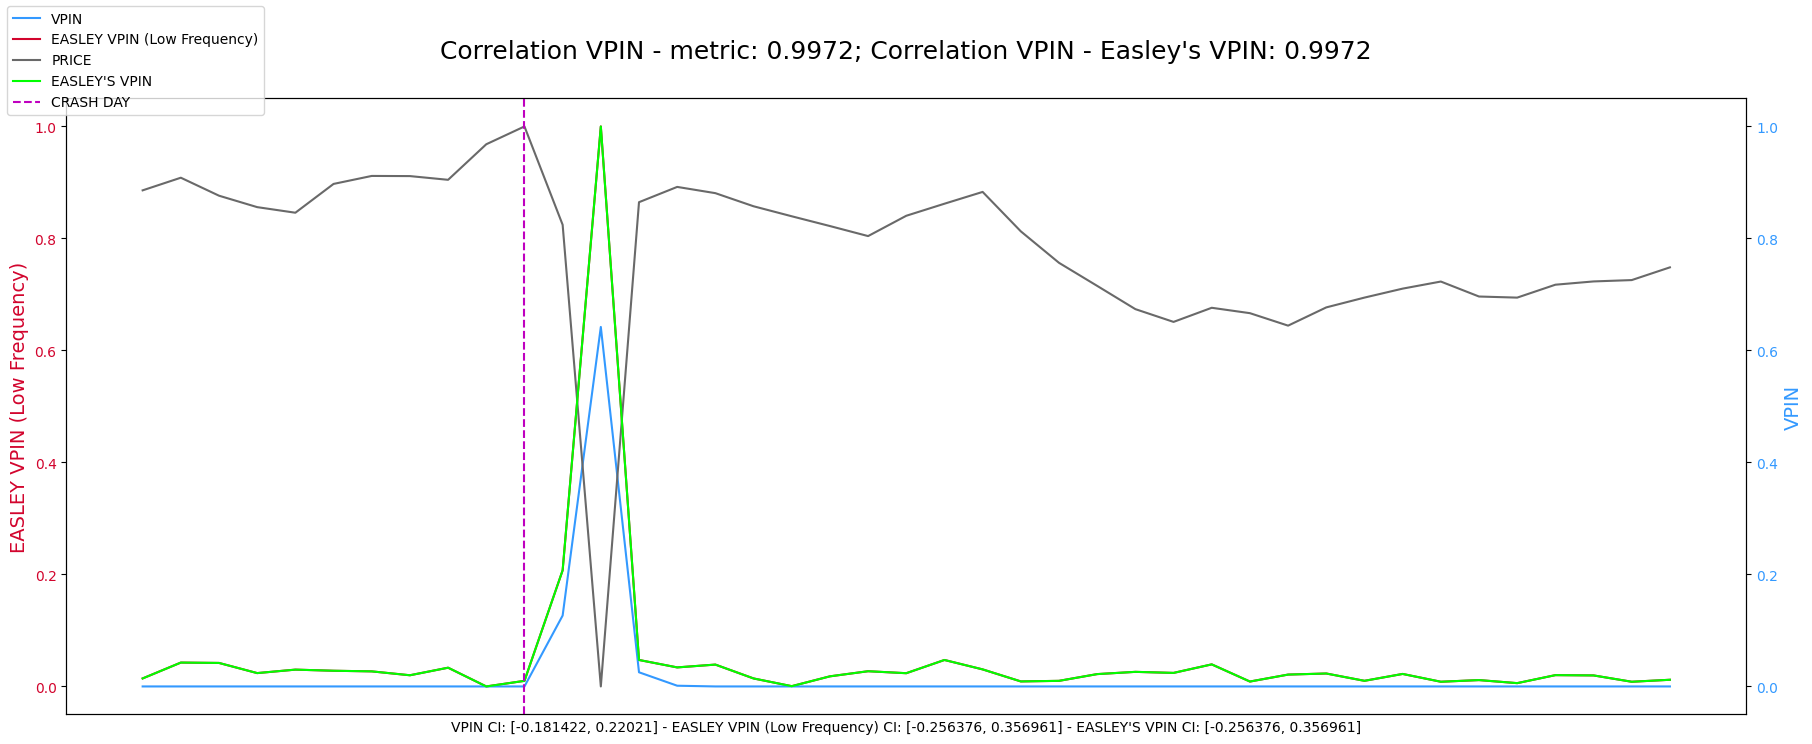 VPIN
EASLEY VPIN (Low Frequency)
PRICE
EASLEY'S VPIN
CRASH DAY
Correlation VPIN - metric: 0.9972; Correlation VPIN - Easley's VPIN: 0.9972
EASLEY VPIN (Low Frequency)
1.0
0.8
0.6
0.4
0.2
0.0
1.0
0.8
0.6
0.4
0.2
0.0
VPIN
VPIN CI: [-0.181422, 0.22021] - EASLEY VPIN (Low Frequency) CI: [-0.256376, 0.356961] - EASLEY'S VPIN CI: [-0.256376, 0.356961]